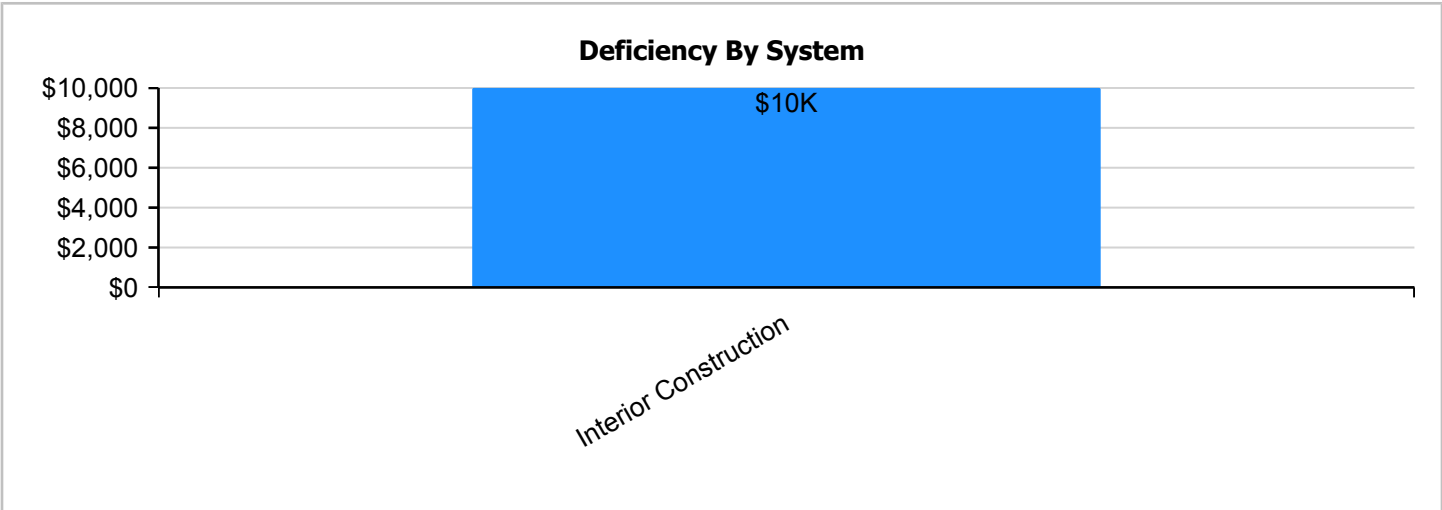 Deficiency By System
$10,000
$8,000
$6,000
$4,000
$2,000
$0
$10K
Interior Construction